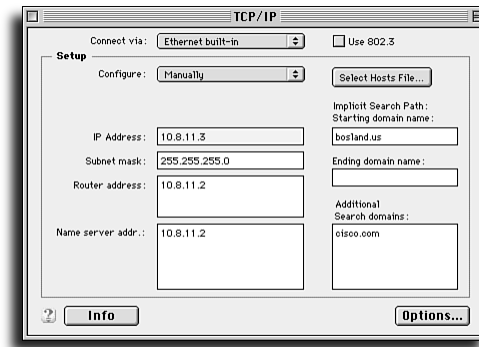 TCP/IP
Connect via: Ethernet built-in
Use 802.3
Setup
Configure: Manually
Select Hosts File...
Implicit Search Path:
Starting domain name:
IP Address: 10.8.11.3
bosland.us
Subnet mask: 255.255.255.0
Ending domain name:
Router address: 10.8.11.2
Additional
Search domains:
Name server addr.: 10.8.11.2
cisco.com
?
Info
Options...